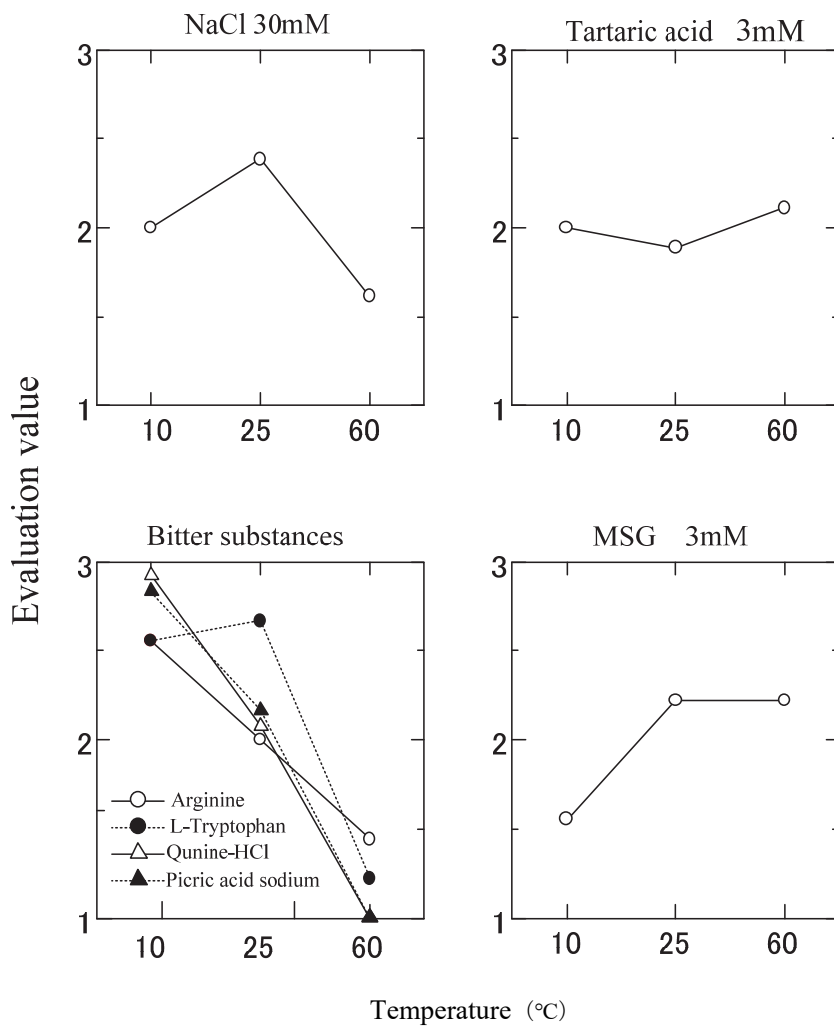 NaCl 30mM
3
2
1
10 25 60
Tartaric acid 3mM
3
2
1
10 25 60
Evaluation value
Bitter substances
3
2
1
Arginine
L-Tryptophan
Qunine-HCl
Picric acid sodium
10 25 60
MSG 3mM
3
2
1
10 25 60
Temperature (℃)